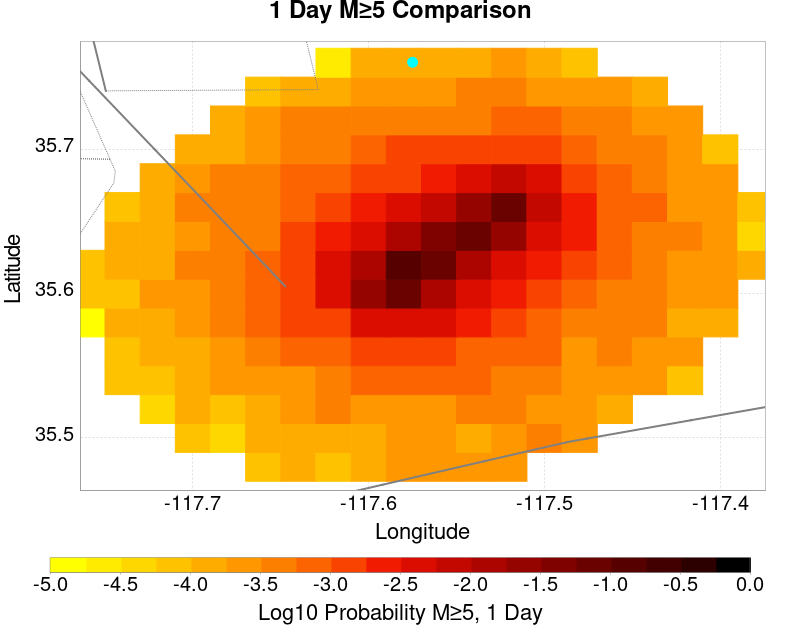 1 Day M≥5 Comparison
35.7
35.6
35.5
Latitude
-117.7 -117.6 -117.5 -117.4
Longitude
-5.0 -4.5 -4.0 -3.5 -3.0 -2.5 -2.0 -1.5 -1.0 -0.5 0.0
Log10 Probability M≥5, 1 Day